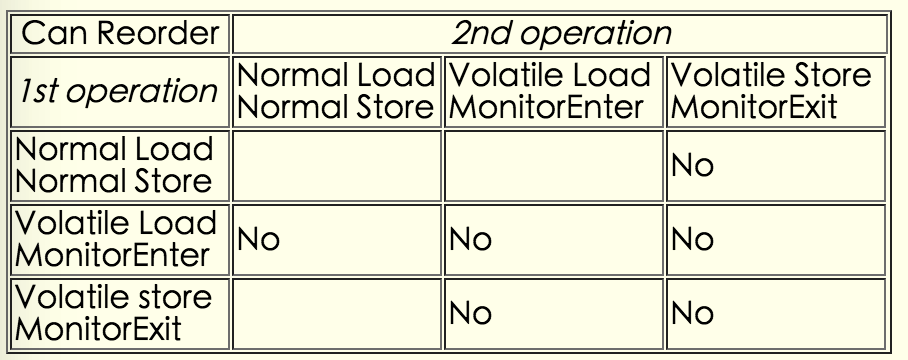 Can Reorder 2nd operation
1st operation Normal Load Volatile Load Volatile Store
Normal Store MonitorEnter MonitorExit
Normal Load
Normal Store No
Volatile Load
MonitorEnter No No No
Volatile store
MonitorExit No No